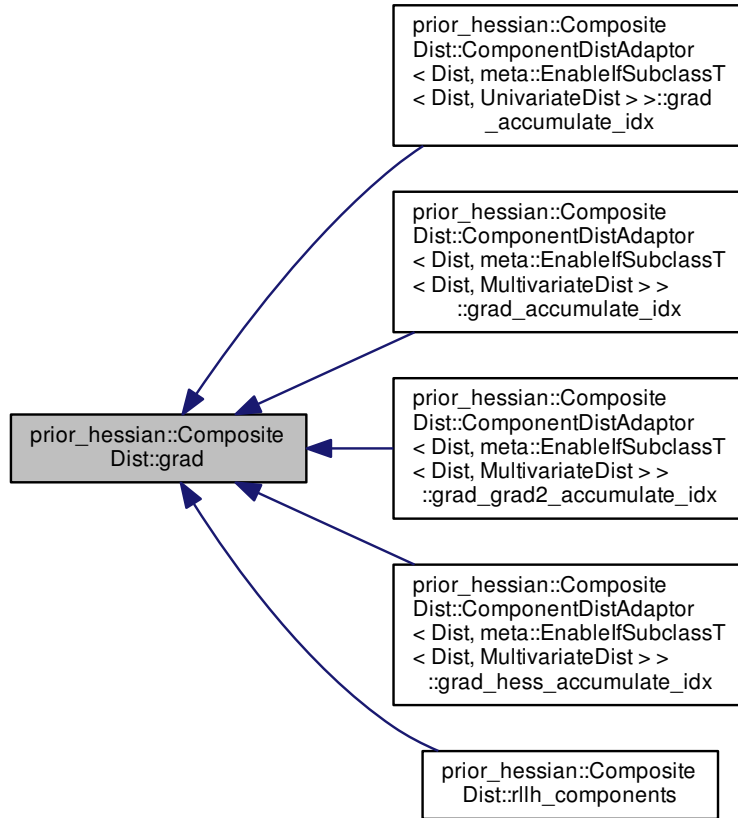 prior_hessian::Composite
Dist::ComponentDistAdaptor
< Dist, meta::EnableIfSubclassT
< Dist, UnivariateDist > >::grad
_accumulate_idx
prior_hessian::Composite
Dist::ComponentDistAdaptor
< Dist, meta::EnableIfSubclassT
< Dist, MultivariateDist > >
::grad_accumulate_idx
prior_hessian::Composite
Dist::grad
prior_hessian::Composite
Dist::ComponentDistAdaptor
< Dist, meta::EnableIfSubclassT
< Dist, MultivariateDist > >
::grad_grad2_accumulate_idx
prior_hessian::Composite
Dist::ComponentDistAdaptor
< Dist, meta::EnableIfSubclassT
< Dist, MultivariateDist > >
::grad_hess_accumulate_idx
prior_hessian::Composite
Dist::rllh_components